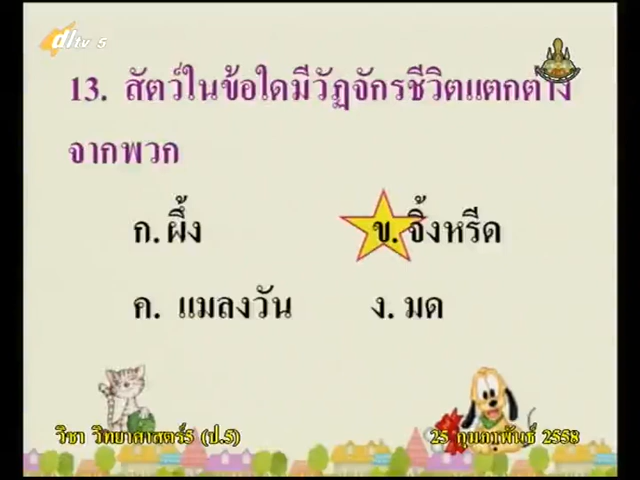 dltv 5
13. สัตว์ในข้อใดมีวัฏจักรชีวิตแตกต่าง
จากพวก
ก. ผึ้ง
ข. จิ้งหรีด
ค. แมลงวัน
ง. มด
วิชา วิทยาศาสตร์5 (ป.5)
25 กุมภาพันธ์ 2558